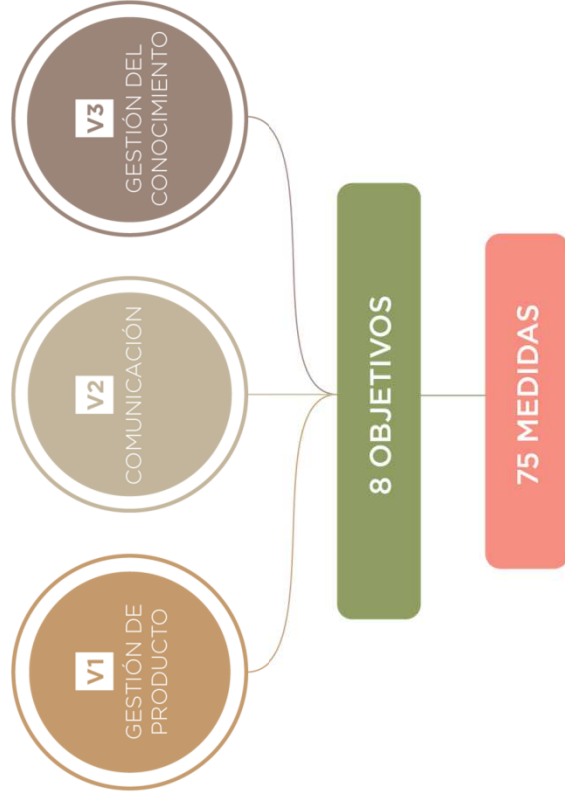 V1
GESTIÓN DE
PRODUCTO
V2
COMUNICACIÓN
V3
GESTIÓN DEL
CONOCIMIENTO
8 OBJETIVOS
75 MEDIDAS